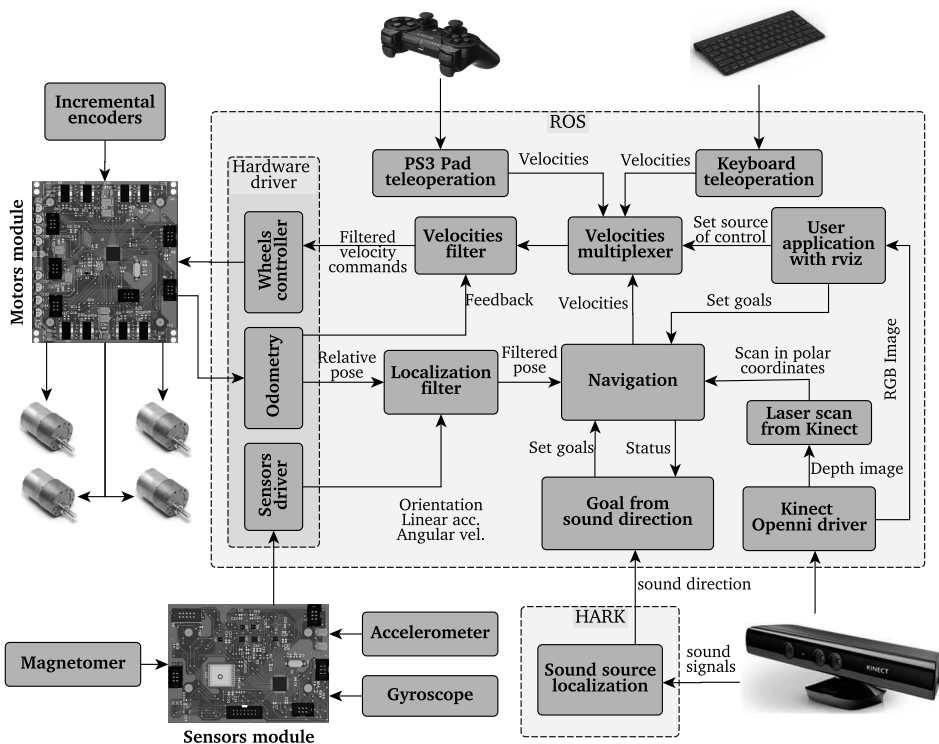 Incremental
encoders
ROS
PS3 Pad
teleoperation
Velocities
Velocities
Keyboard
teleoperation
Hardware
driver
Motors module
Wheels
controller
Filtered
velocity
commands
Velocities
filter
Velocities
multiplexer
Set source
of control
User
application
with rviz
Feedback
Velocities
Set goals
RGB Image
Odometry
Relative
pose
Localization
filter
Filtered
pose
Navigation
Scan in polar
coordinates
Laser scan
from Kinect
Set goals
Status
Depth image
Sensors
driver
Orientation
Linear acc.
Angular vel.
Goal from
sound direction
Kinect
Openni driver
sound direction
HARK
Magnetomer
Accelerometer
Gyroscope
Sound source
localization
sound
signals
KINECT
Sensors module